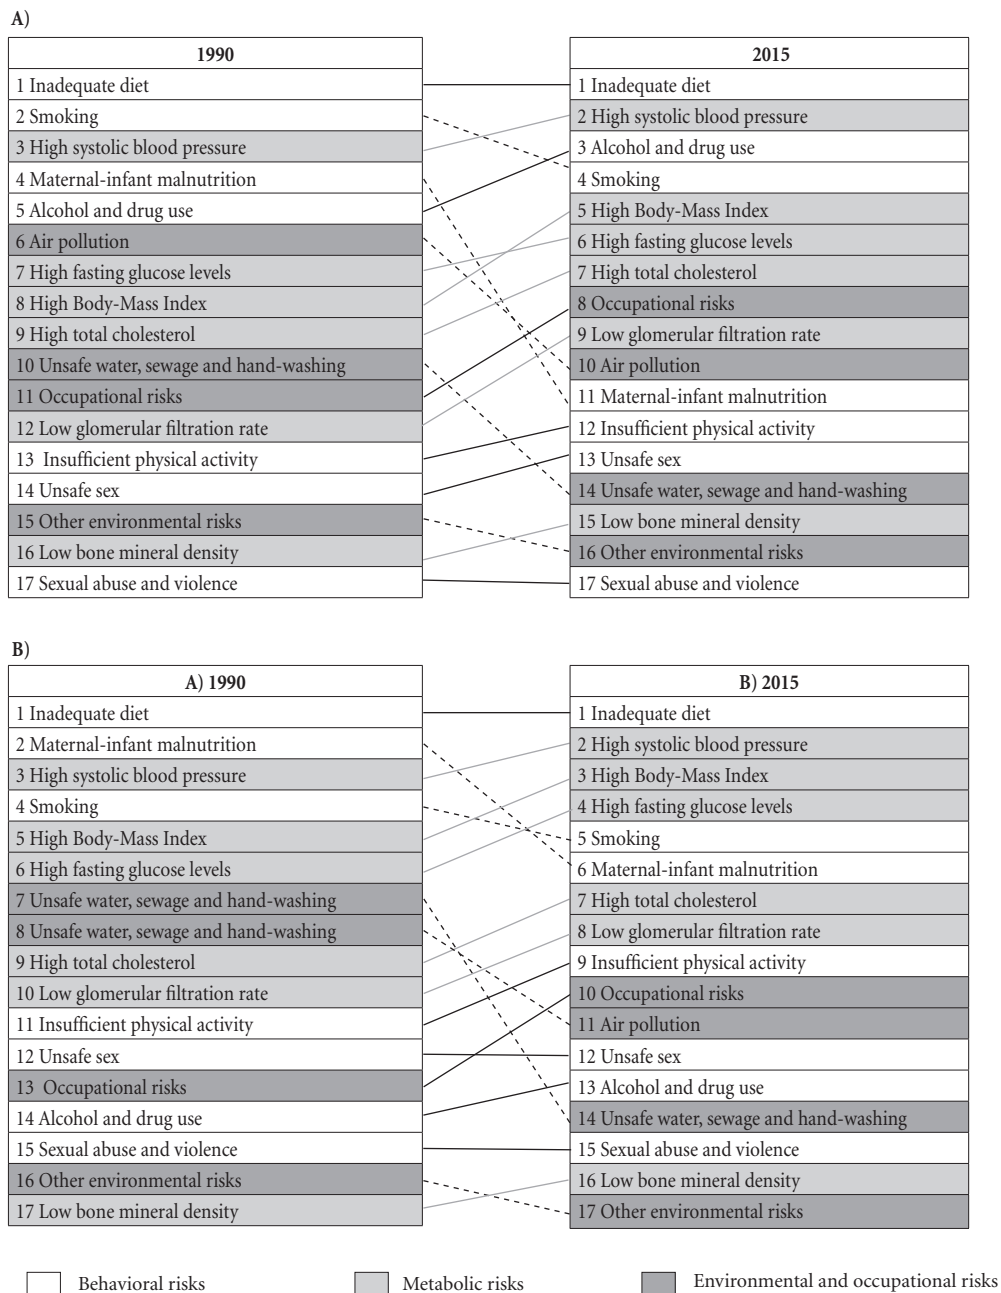 A)
1990
1 Inadequate diet
2 Smoking
3 High systolic blood pressure
4 Maternal-infant malnutrition
5 Alcohol and drug use
6 Air pollution
7 High fasting glucose levels
8 High Body-Mass Index
9 High total cholesterol
10 Unsafe water, sewage and hand-washing
11 Occupational risks
12 Low glomerular filtration rate
13 Insufficient physical activity
14 Unsafe sex
15 Other environmental risks
16 Low bone mineral density
17 Sexual abuse and violence
2015
1 Inadequate diet
2 High systolic blood pressure
3 Alcohol and drug use
4 Smoking
5 High Body-Mass Index
6 High fasting glucose levels
7 High total cholesterol
8 Occupational risks
9 Low glomerular filtration rate
10 Air pollution
11 Maternal-infant malnutrition
12 Insufficient physical activity
13 Unsafe sex
14 Unsafe water, sewage and hand-washing
15 Low bone mineral density
16 Other environmental risks
17 Sexual abuse and violence
B)
A) 1990
1 Inadequate diet
2 Maternal-infant malnutrition
3 High systolic blood pressure
4 Smoking
5 High Body-Mass Index
6 High fasting glucose levels
7 Unsafe water, sewage and hand-washing
8 Unsafe water, sewage and hand-washing
9 High total cholesterol
10 Low glomerular filtration rate
11 Insufficient physical activity
12 Unsafe sex
13 Occupational risks
14 Alcohol and drug use
15 Sexual abuse and violence
16 Other environmental risks
17 Low bone mineral density
B) 2015
1 Inadequate diet
2 High systolic blood pressure
3 High Body-Mass Index
4 High fasting glucose levels
5 Smoking
6 Maternal-infant malnutrition
7 High total cholesterol
8 Low glomerular filtration rate
9 Insufficient physical activity
10 Occupational risks
11 Air pollution
12 Unsafe sex
13 Alcohol and drug use
14 Unsafe water, sewage and hand-washing
15 Sexual abuse and violence
16 Low bone mineral density
17 Other environmental risks
Behavioral risks
Metabolic risks
Environmental and occupational risks